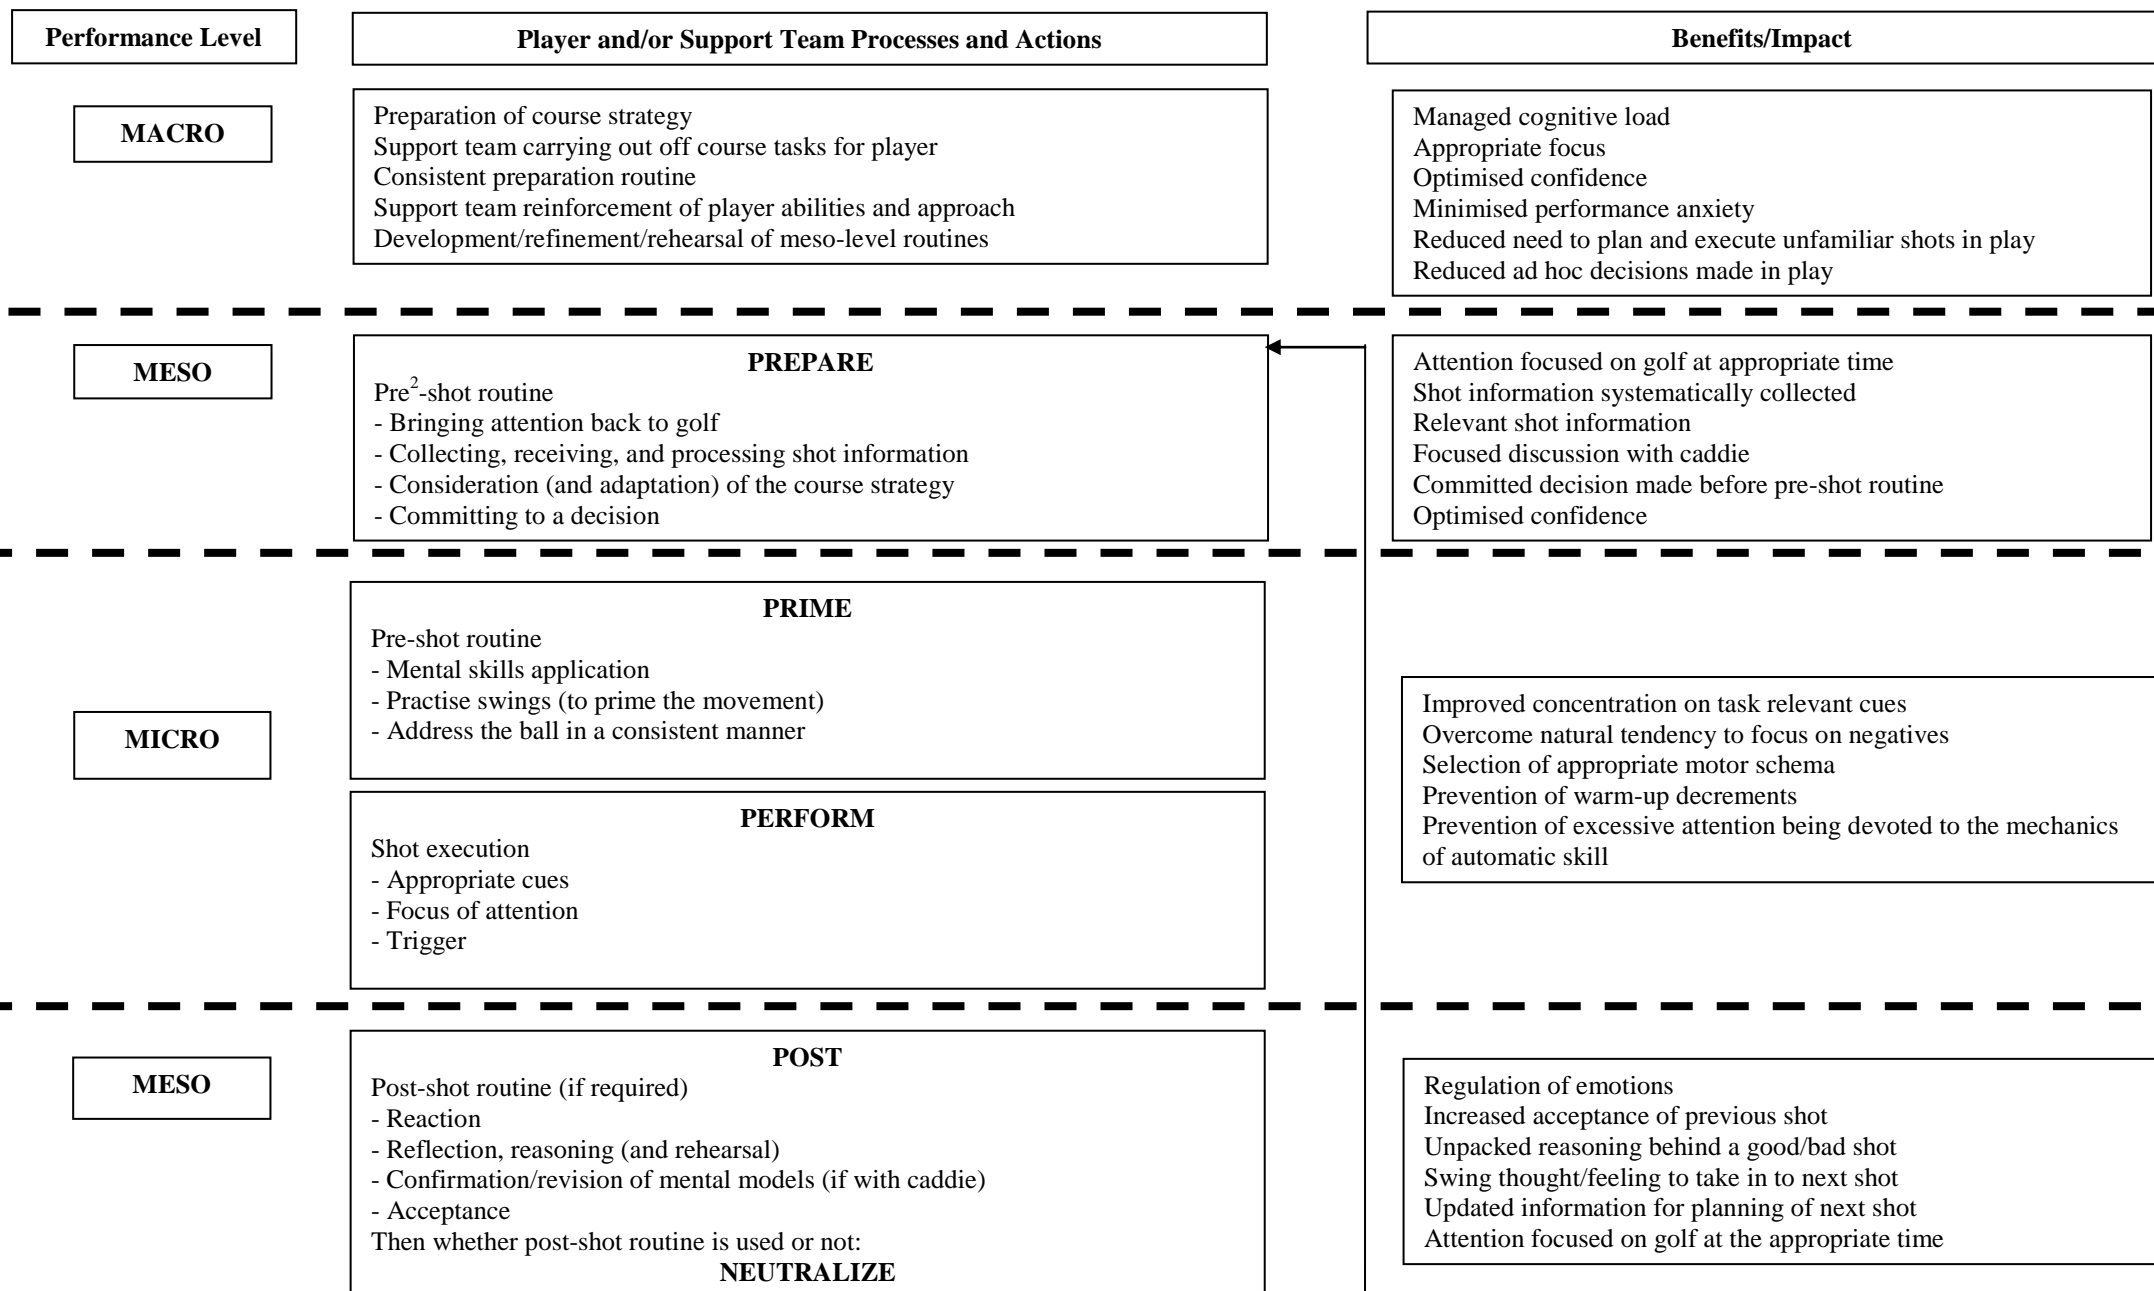 Performance Level
Player and/or Support Team Processes and Actions
Benefits/Impact
MACRO
Preparation of course strategy
Support team carrying out off course tasks for player
Consistent preparation routine
Support team reinforcement of player abilities and approach
Development/refinement/rehearsal of meso-level routines
Managed cognitive load
Appropriate focus
Optimised confidence
Minimised performance anxiety
Reduced need to plan and execute unfamiliar shots in play
Reduced ad hoc decisions made in play
MESO
PREPARE
Pre²-shot routine
- Bringing attention back to golf
- Collecting, receiving, and processing shot information
- Consideration (and adaptation) of the course strategy
- Committing to a decision
Attention focused on golf at appropriate time
Shot information systematically collected
Relevant shot information
Focused discussion with caddie
Committed decision made before pre-shot routine
Optimised confidence
MICRO
PRIME
Pre-shot routine
- Mental skills application
- Practise swings (to prime the movement)
- Address the ball in a consistent manner
PERFORM
Shot execution
- Appropriate cues
- Focus of attention
- Trigger
Improved concentration on task relevant cues
Overcome natural tendency to focus on negatives
Selection of appropriate motor schema
Prevention of warm-up decrements
Prevention of excessive attention being devoted to the mechanics
of automatic skill
MESO
POST
Post-shot routine (if required)
- Reaction
- Reflection, reasoning (and rehearsal)
- Confirmation/revision of mental models (if with caddie)
- Acceptance
Then whether post-shot routine is used or not:
NEUTRALIZE
Regulation of emotions
Increased acceptance of previous shot
Unpacked reasoning behind a good/bad shot
Swing thought/feeling to take in to next shot
Updated information for planning of next shot
Attention focused on golf at the appropriate time